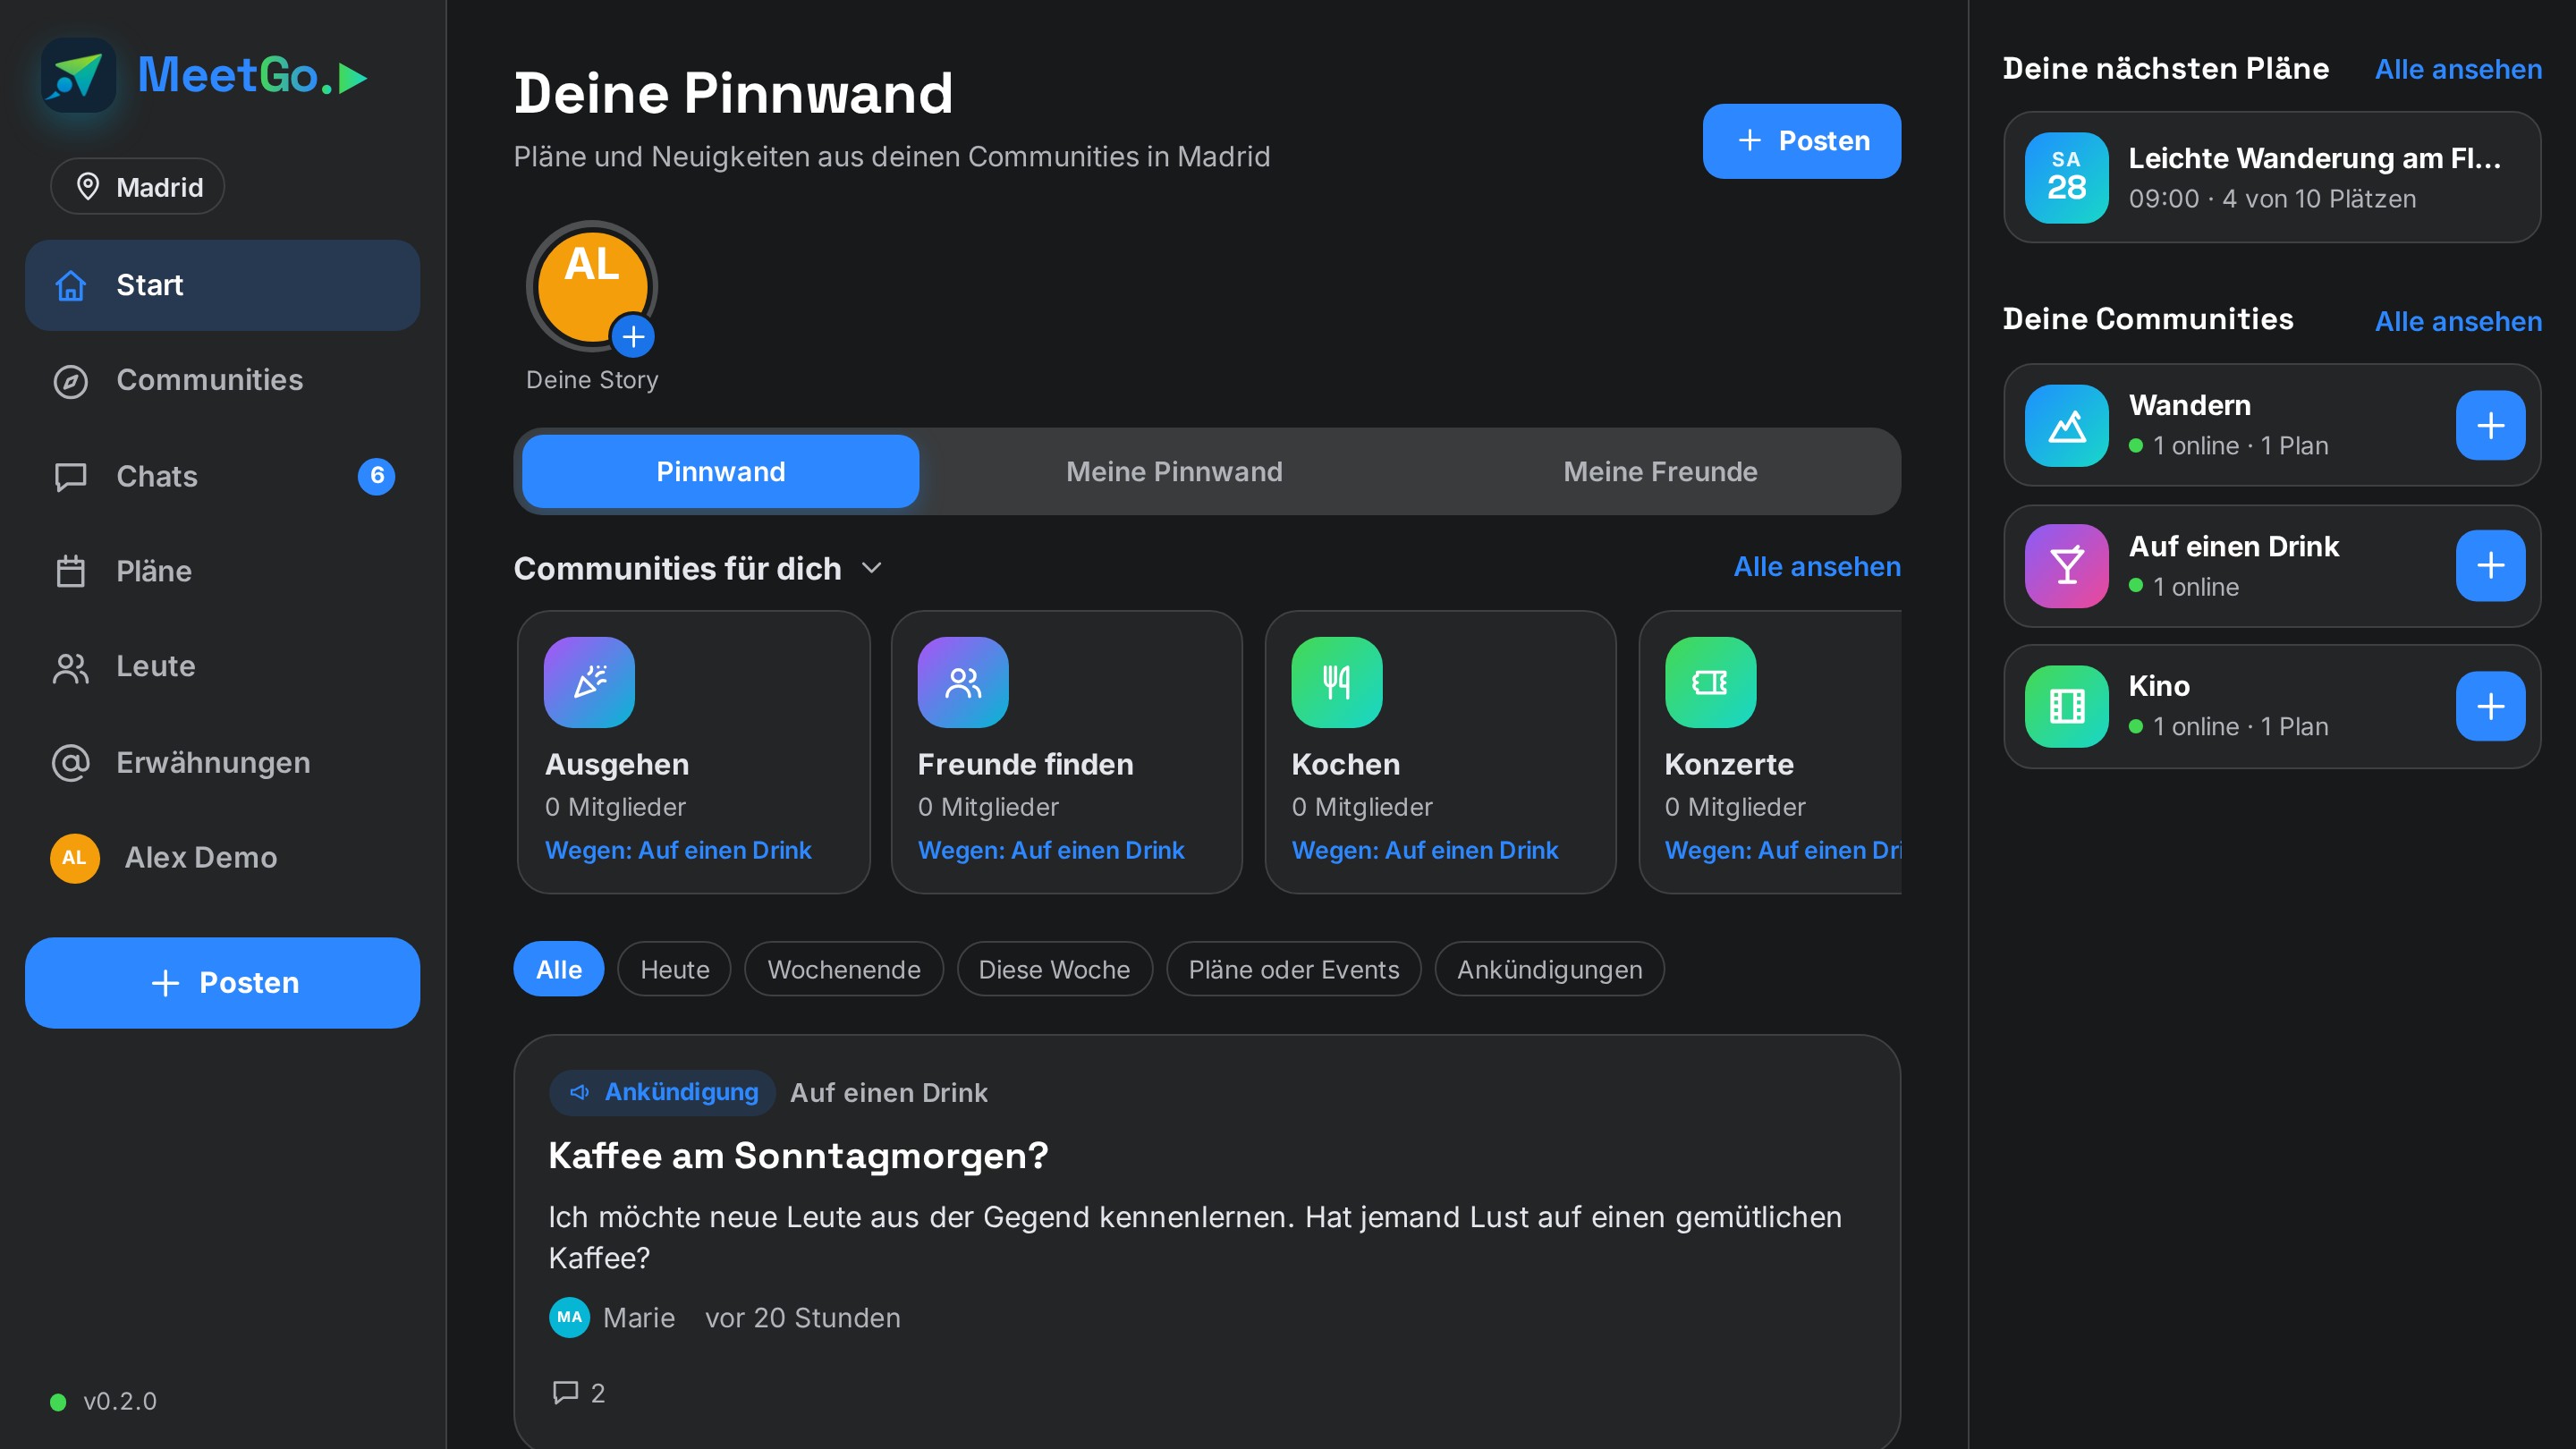 MeetGo.
Madrid
Start
Communities
Chats
6
Pläne
Leute
Erwähnungen
AL
Alex Demo
Posten
v0.2.0
Deine Pinnwand
Pläne und Neuigkeiten aus deinen Communities in Madrid
Posten
AL
Deine Story
Pinnwand
Meine Pinnwand
Meine Freunde
Communities für dich
Alle ansehen
Ausgehen
0 Mitglieder
Wegen: Auf einen Drink
Freunde finden
0 Mitglieder
Wegen: Auf einen Drink
Kochen
0 Mitglieder
Wegen: Auf einen Drink
Konzerte
0 Mitglieder
Wegen: Auf einen Dri
Alle
Heute
Wochenende
Diese Woche
Pläne oder Events
Ankündigungen
Ankündigung
Auf einen Drink
Kaffee am Sonntagmorgen?
Ich möchte neue Leute aus der Gegend kennenlernen. Hat jemand Lust auf einen gemütlichen
Kaffee?
MA
Marie
vor 20 Stunden
2
Deine nächsten Pläne
Alle ansehen
SA
28
Leichte Wanderung am Fl...
09:00 · 4 von 10 Plätzen
Deine Communities
Alle ansehen
Wandern
1 online · 1 Plan
Auf einen Drink
1 online
Kino
1 online · 1 Plan